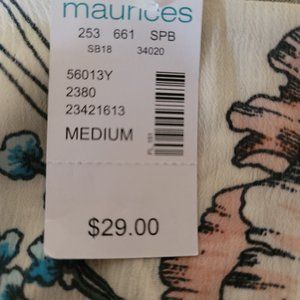 maurices
253 661 SPB
SB18 34020
56013Y
2380
23421613
MEDIUM
$29.00